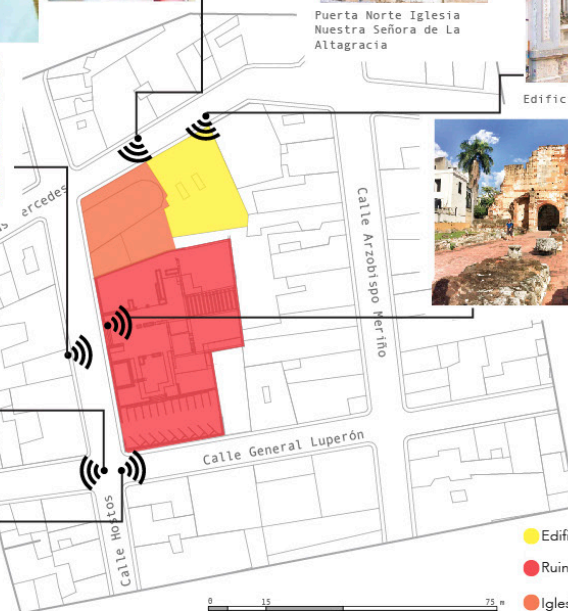 Puerta Norte Iglesia
Nuestra Señora de La
Altagracia
Edific
ercedes
Calle Arzobispo Meriño
Calle General Luperón
Calle Hostos
0 15 75 m
Edifi
Ruin
Igles